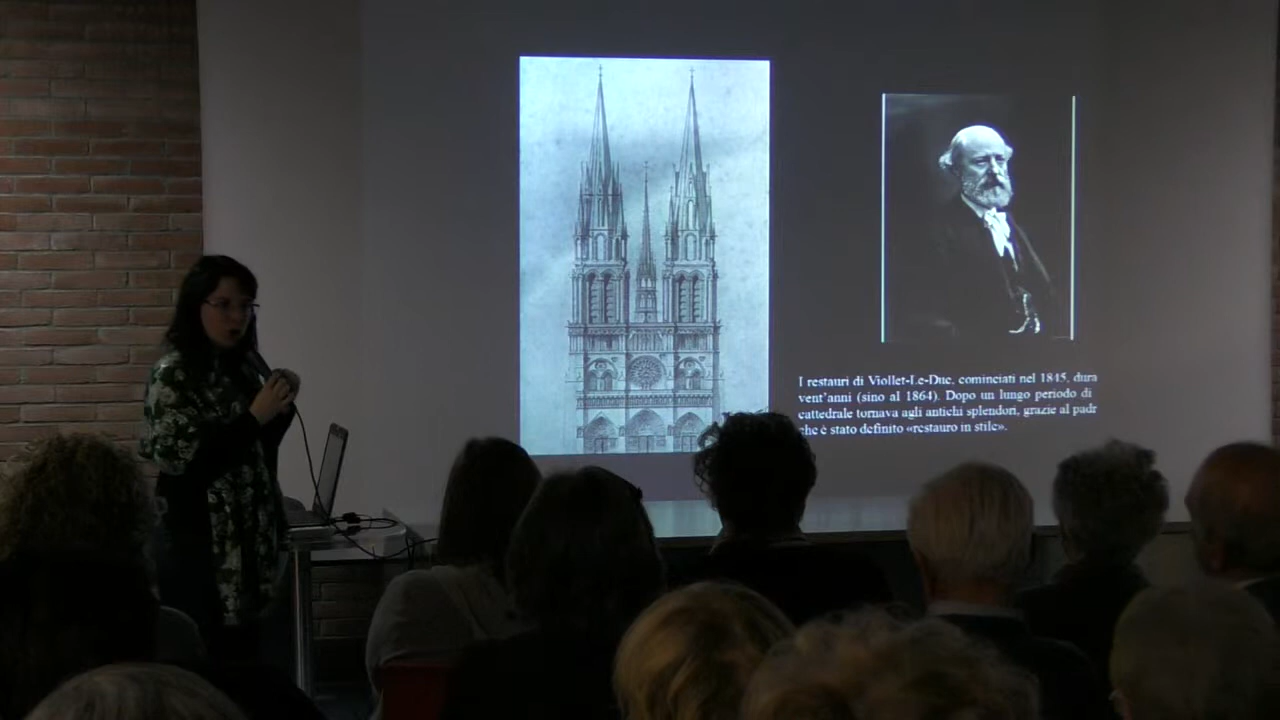 I restauri di Viollet-Le-Duc, cominciati nel 1845, dura
vent'anni (sino al 1864). Dopo un lungo periodo di
cattedrale tornava agli antichi splendori, grazie al padr
che è stato definito «restauro in stile».